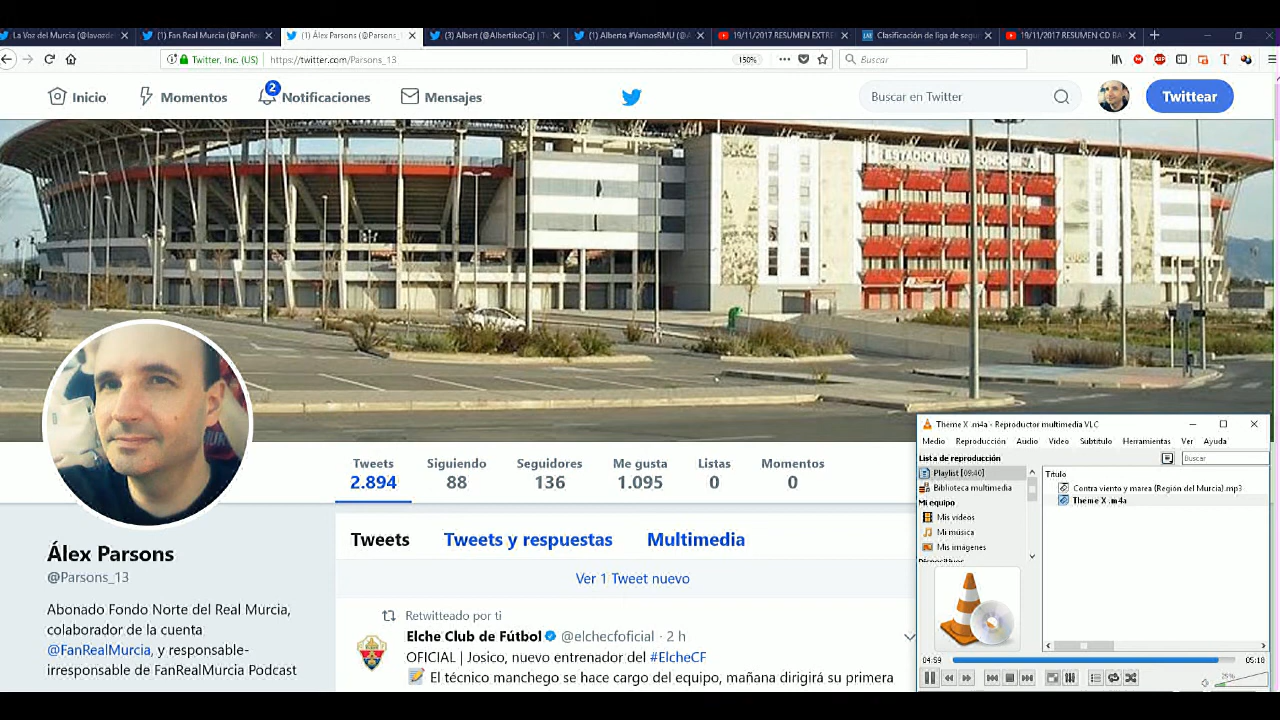 La Voz del Murcia (@lavozdel
(1) Fan Real Murcia (@FanRe
(1) Álex Parsons (@Parsons_1
(3) Albert (@AlbertikoCg) | T
(1) Alberto #VamosRMU (@A
19/11/2017 RESUMEN EXTRE
Clasificación de liga de segu
19/11/2017 RESUMEN CD BA
Twitter, Inc. (US)
https://twitter.com/Parsons_13
150%
Buscar
Inicio
Momentos
2
Notificaciones
Mensajes
Buscar en Twitter
Twittear
ESTADIO NUEVA CONDOMINA
Tweets
2.894
Siguiendo
88
Seguidores
136
Me gusta
1.095
Listas
0
Momentos
0
Álex Parsons
@Parsons_13
Abonado Fondo Norte del Real Murcia,
colaborador de la cuenta
@FanRealMurcia, y responsable-
irresponsable de FanRealMurcia Podcast
Tweets
Tweets y respuestas
Multimedia
Ver 1 Tweet nuevo
Retwitteado por ti
Elche Club de Fútbol @elchecfoficial · 2 h
OFICIAL | Josico, nuevo entrenador del #ElcheCF
El técnico manchego se hace cargo del equipo, mañana dirigirá su primera
Theme X .m4a - Reproductor multimedia VLC
Medio Reproducción Audio Vídeo Subtítulo Herramientas Ver Ayuda
Lista de reproducción
Buscar
Playlist [09:40]
Biblioteca multimedia
Mi equipo
Mis vídeos
Mi música
Mis imágenes
Dispositivos
Título
Contra viento y marea (Región del Murcia).mp3
Theme X .m4a
04:59
05:18
25%